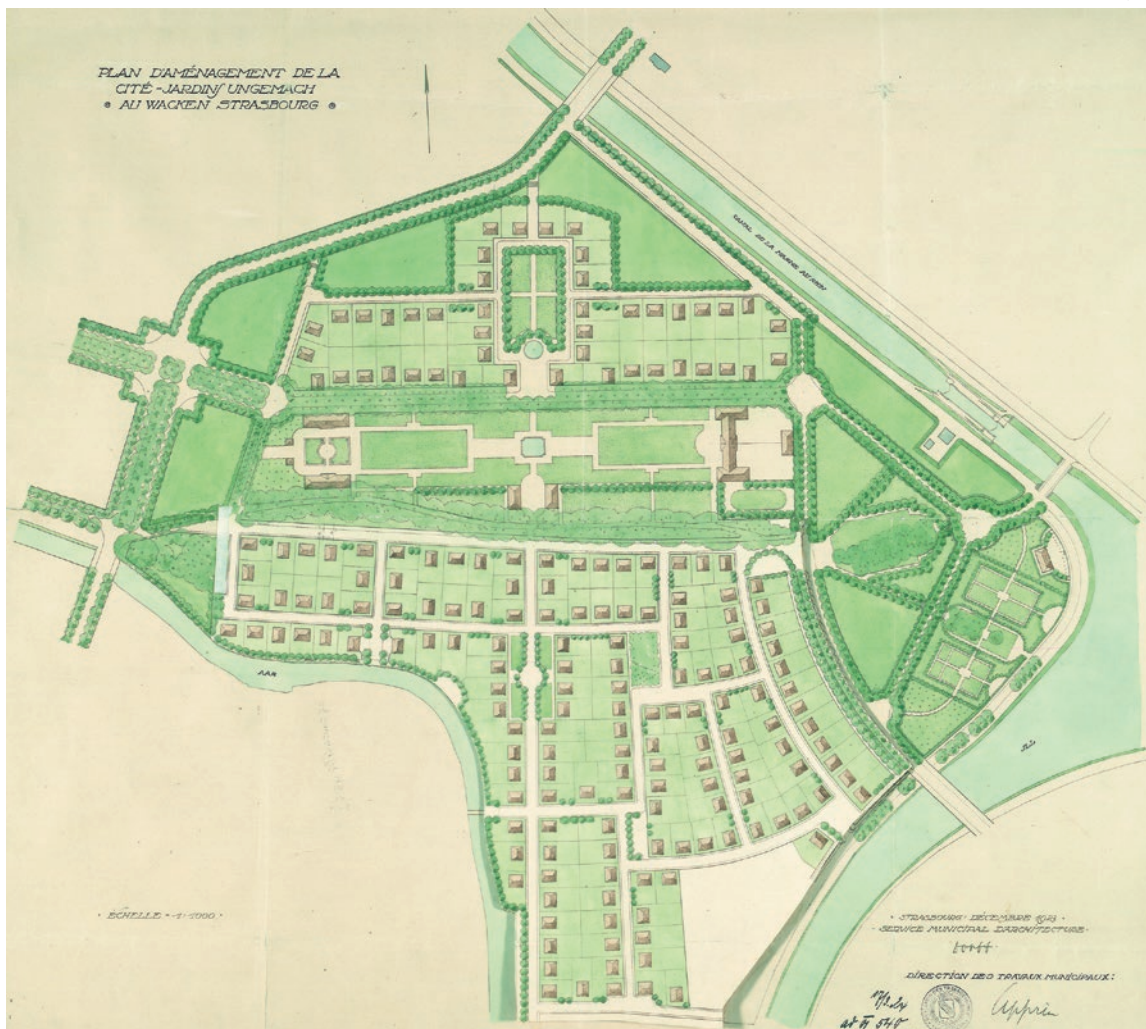 PLAN D'AMÉNAGEMENT DE LA
CITÉ-JARDINS UNGEMACH
• AU WACKEN STRASBOURG •
CANAL DE LA MARNE AU RHIN
AAR
ILL
• ÉCHELLE - 1:1000 •
• STRASBOURG • DÉCEMBRE
- SERVICE MUNICIPAL D'ARCHITECTURE -
DIRECTION DES TRAVAUX MUNICIPAUX: